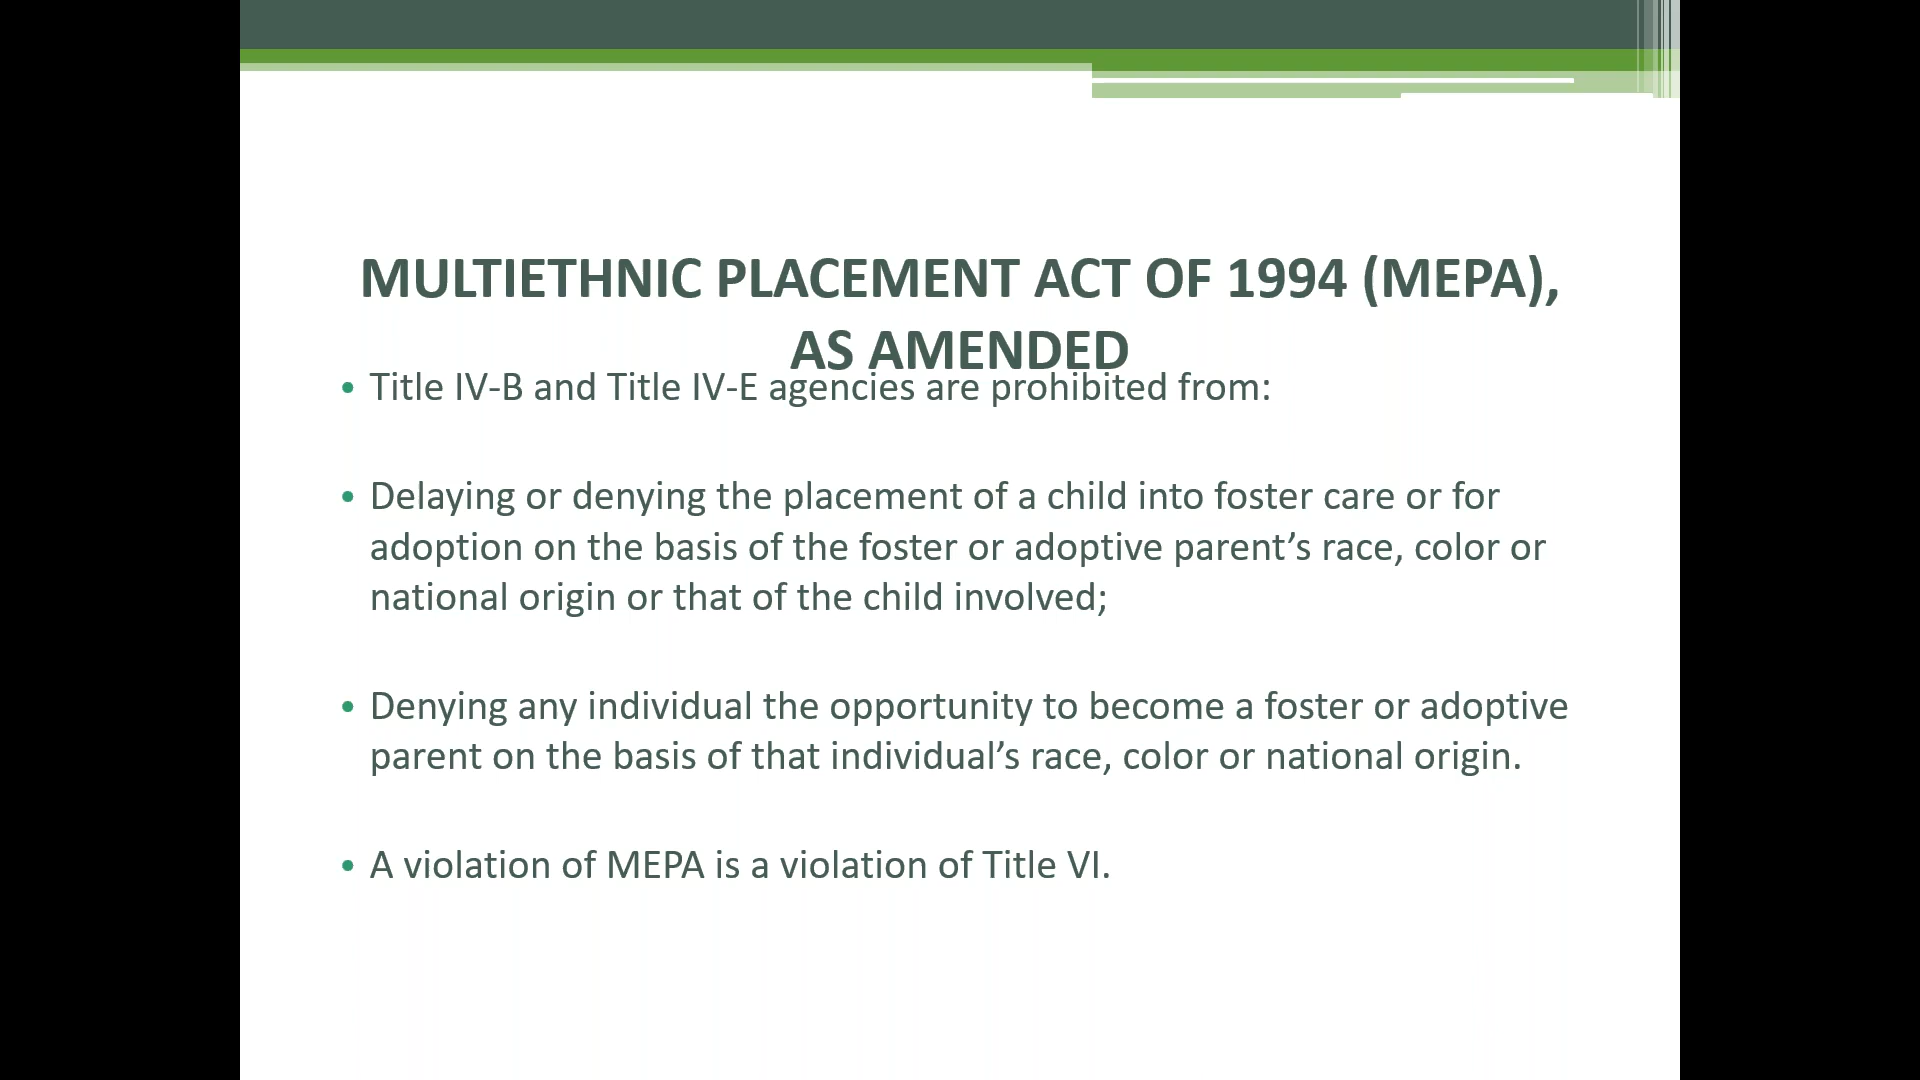 MULTIETHNIC PLACEMENT ACT OF 1994 (MEPA),
AS AMENDED
• Title IV-B and Title IV-E agencies are prohibited from:
• Delaying or denying the placement of a child into foster care or for
adoption on the basis of the foster or adoptive parent’s race, color or
national origin or that of the child involved;
• Denying any individual the opportunity to become a foster or adoptive
parent on the basis of that individual’s race, color or national origin.
• A violation of MEPA is a violation of Title VI.